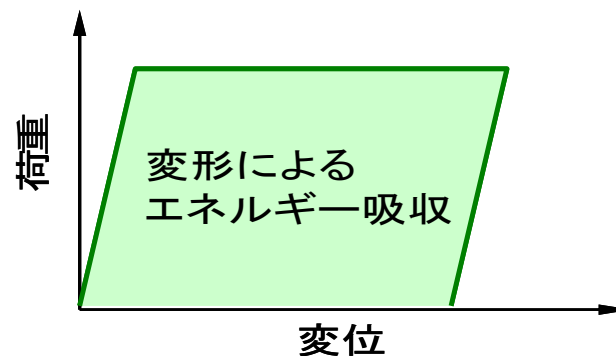 荷重
変形による
エネルギー吸収
変位